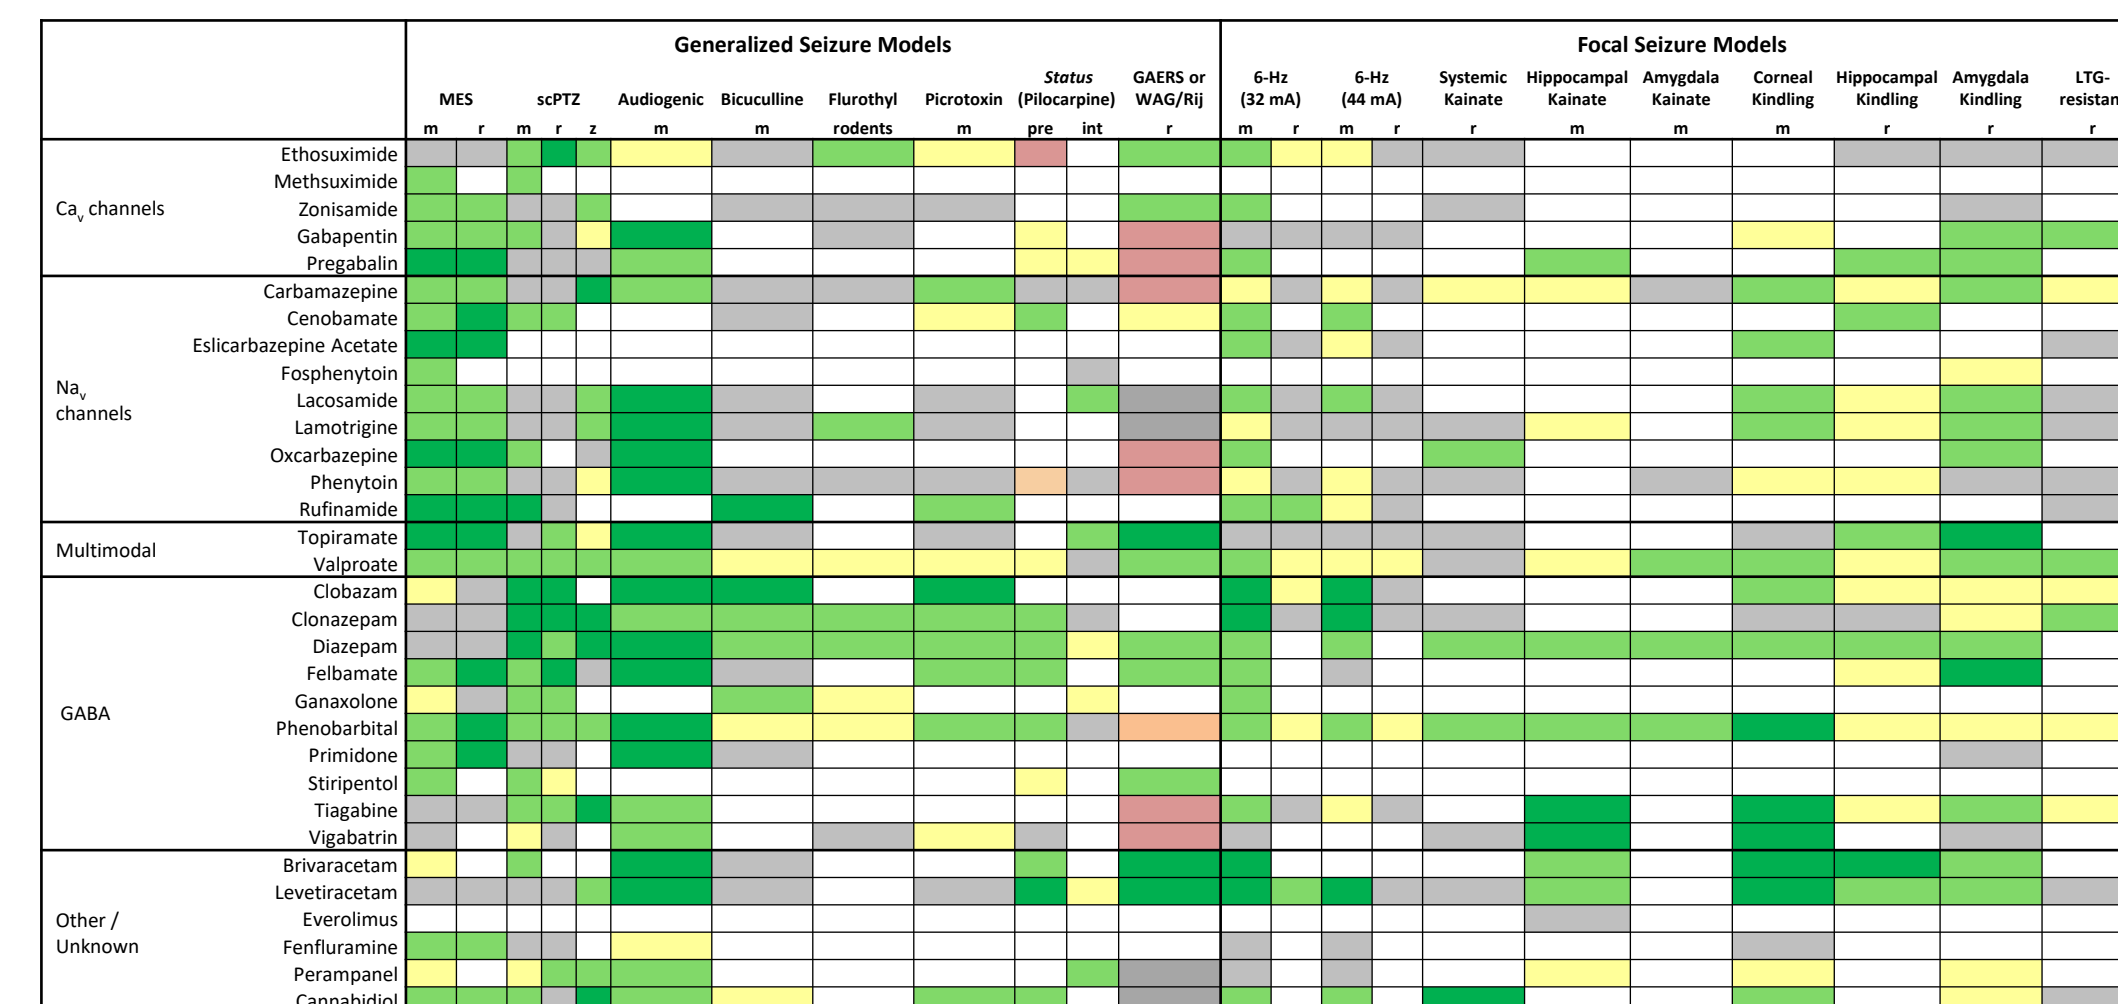 Generalized Seizure Models Focal Seizure Models
Status GAERS or 6-Hz 6-Hz Systemic Hippocampal Amygdala Corneal Hippocampal Amygdala LTG-
MES scPTZ Audiogenic Bicuculline Flurothyl Picrotoxin (Pilocarpine) WAG/Rij (32 mA) (44 mA) Kainate Kainate Kainate Kindling Kindling Kindling resistan
m r m r z m m rodents m pre int r m r m r r m m m r r r
Ethosuximide
Methsuximide
Cav channels Zonisamide
Gabapentin
Pregabalin
Carbamazepine
Cenobamate
Eslicarbazepine Acetate
Fosphenytoin
Nav
channels
Lacosamide
Lamotrigine
Oxcarbazepine
Phenytoin
Rufinamide
Multimodal
Topiramate
Valproate
Clobazam
Clonazepam
Diazepam
Felbamate
Ganaxolone
GABA
Phenobarbital
Primidone
Stiripentol
Tiagabine
Vigabatrin
Brivaracetam
Levetiracetam
Other / Everolimus
Unknown Fenfluramine
Perampanel
Cannabidiol